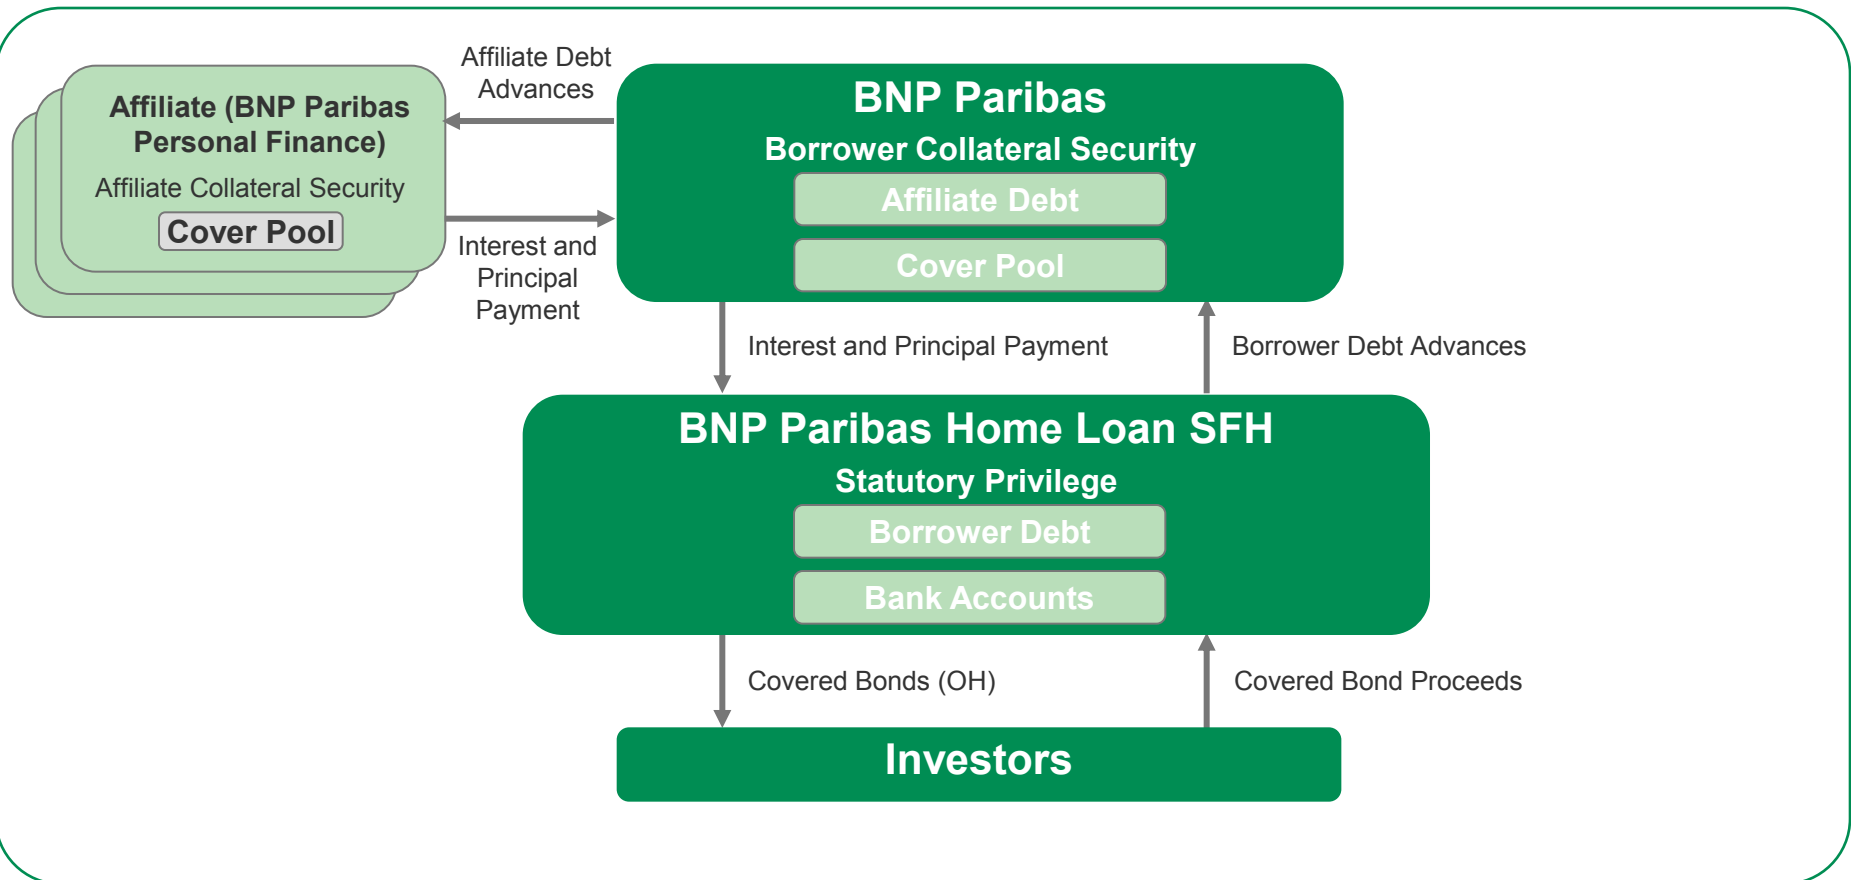 Affiliate (BNP Paribas
Personal Finance)
Affiliate Collateral Security
Cover Pool
Affiliate Debt
Advances
Interest and
Principal
Payment
BNP Paribas
Borrower Collateral Security
Affiliate Debt
Cover Pool
Interest and Principal Payment
Borrower Debt Advances
BNP Paribas Home Loan SFH
Statutory Privilege
Borrower Debt
Bank Accounts
Covered Bonds (OH)
Covered Bond Proceeds
Investors